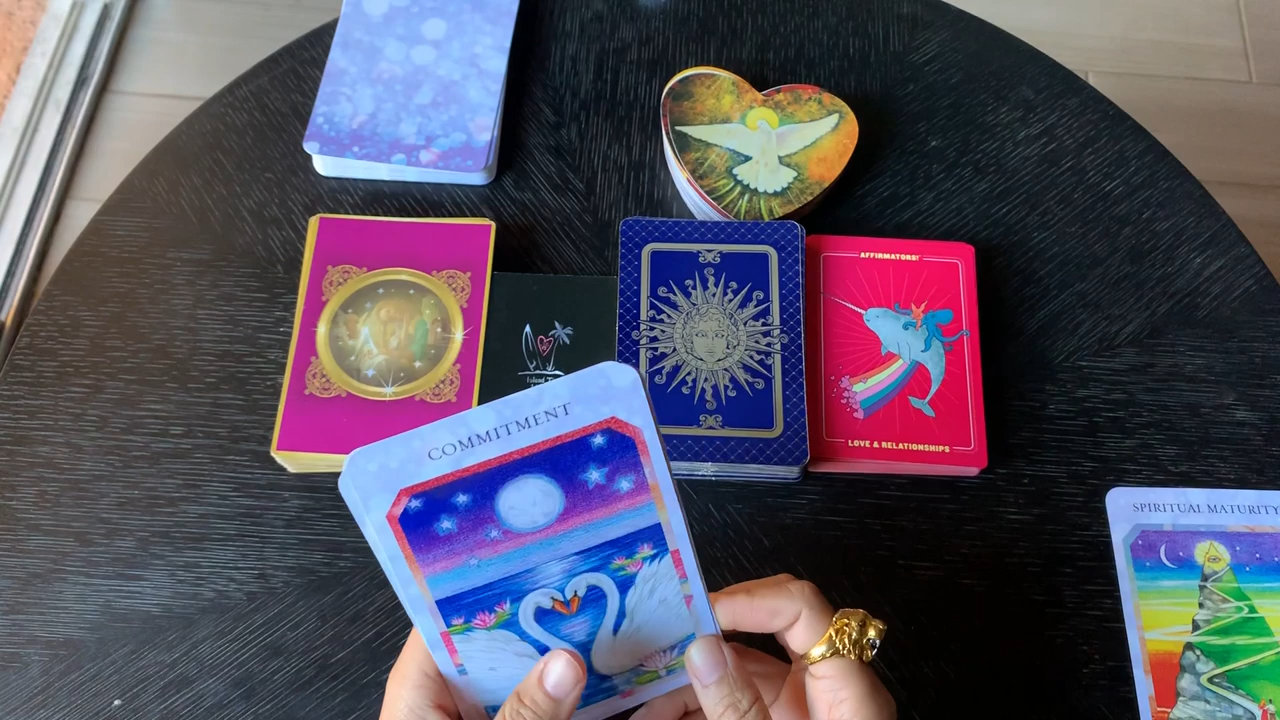 AFFIRMATORS!
LOVE & RELATIONSHIPS
COMMITMENT
SPIRITUAL MATURITY